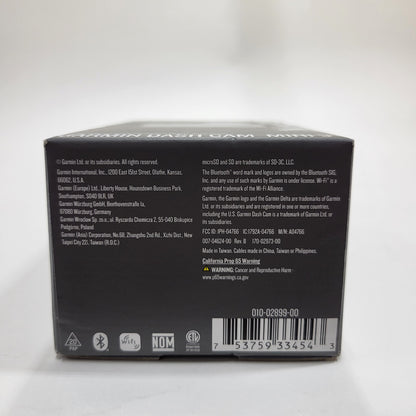 GARMIN DASH CAM™ MINI 3
© Garmin Ltd. or its subsidiaries. All rights reserved.
Garmin International, Inc., 1200 East 151st Street, Olathe, Kansas,
66062, U.S.A.
Garmin (Europe) Ltd., Liberty House, Hounsdown Business Park,
Southampton, SO40 9LR, UK
Garmin Würzburg GmbH, Beethovenstraße 1a,
97080 Würzburg, Germany
Garmin Wroclaw Sp. z o.o., ul. Ryszarda Chomicza 2, 55-040 Biskupice
Podgórne, Poland
Garmin (Asia) Corporation, No.68, Zhangshu 2nd Rd., Xizhi Dist., New
Taipei City 221, Taiwan (R.O.C.)
microSD and SD are trademarks of SD-3C, LLC.
The Bluetooth® word mark and logos are owned by the Bluetooth SIG,
Inc. and any use of such marks by Garmin is under license. Wi-Fi® is a
registered trademark of the Wi-Fi Alliance.
Garmin, the Garmin logo and the Garmin Delta are trademarks of Garmin
Ltd. or its subsidiaries and are registered in one or more countries,
including the U.S. Garmin Dash Cam is a trademark of Garmin Ltd. or its
subsidiaries.
FCC ID: IPH-04766 IC:1792A-04766 M/N: A04766
007-04624-00 Rev. B 170-02973-00
Made in Taiwan. Cables made in China, Taiwan or Philippines.
California Prop 65 Warning
WARNING: Cancer and Reproductive Harm -
www.p65warnings.ca.gov
010-02899-00
PAP
Wi Fi
NOM
ETL
7 53759 33454 3